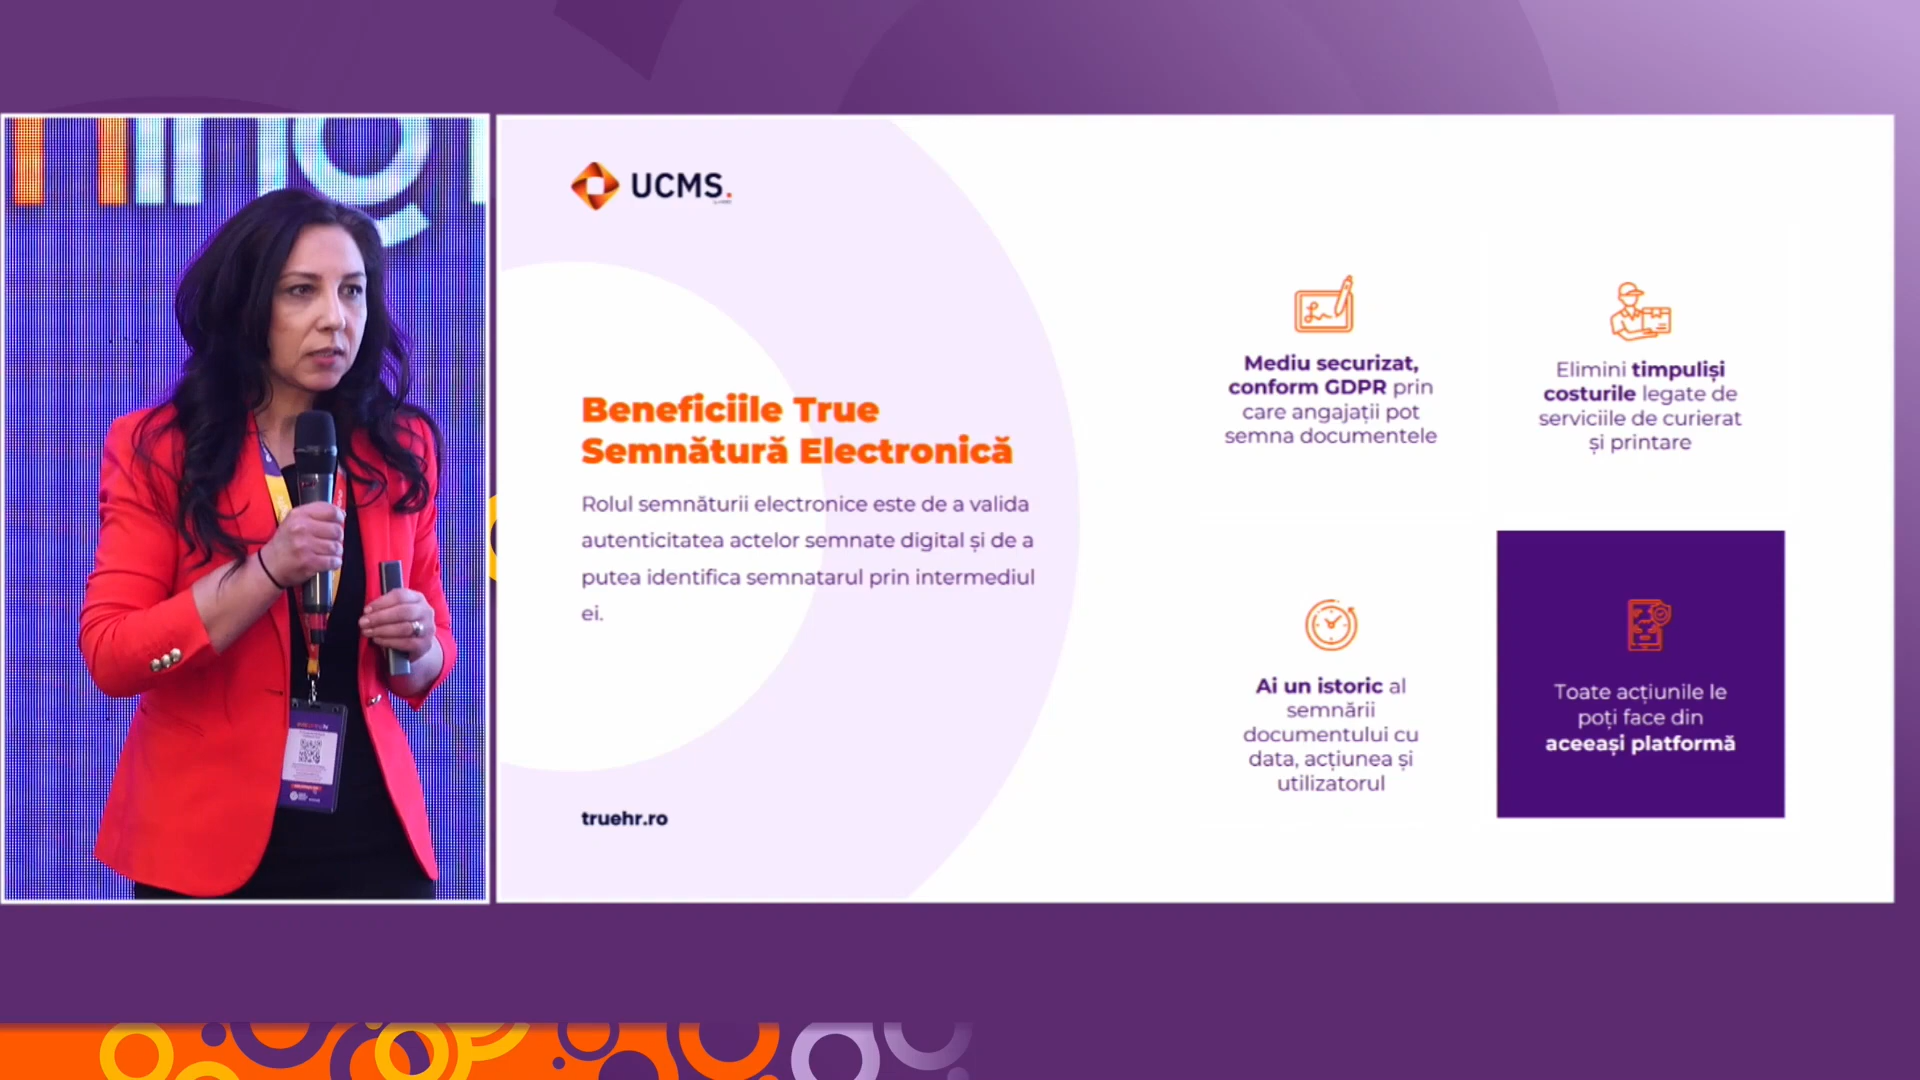 ning
UCMS.
Beneficiile True
Semnătură Electronică
Rolul semnăturii electronice este de a valida
autenticitatea actelor semnate digital și de a
putea identifica semnatarul prin intermediul
ei.
truehr.ro
Mediu securizat,
conform GDPR prin
care angajații pot
semna documentele
Elimini timpuliși
costurile legate de
serviciile de curierat
și printare
Ai un istoric al
semnării
documentului cu
data, acțiunea și
utilizatorul
Toate acțiunile le
poți face din
aceeași platformă